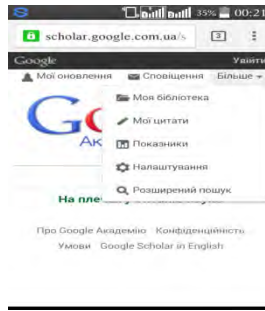 35% 00:21
scholar.google.com.ua/s 3
Google Увійти
Мої оновлення Сповіщення Більше
Моя бібліотека
Мої цитати
Показники
Налаштування
Розширений пошук
На пле
Про Google Академію Конфіденційність
Умови Google Scholar in English